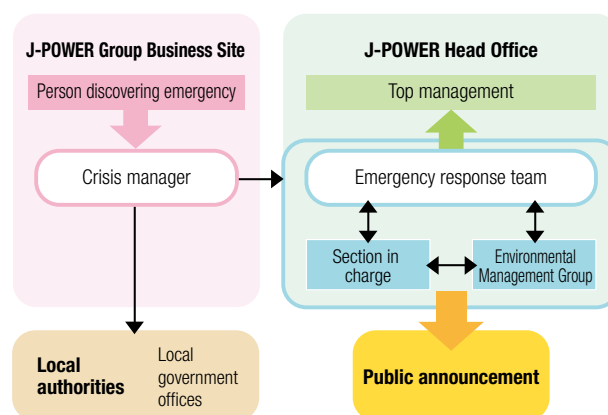 J-POWER Group Business Site
Person discovering emergency
Crisis manager
Local
authorities
Local
government
offices
J-POWER Head Office
Top management
Emergency response team
Section in
charge
Environmental
Management Group
Public announcement